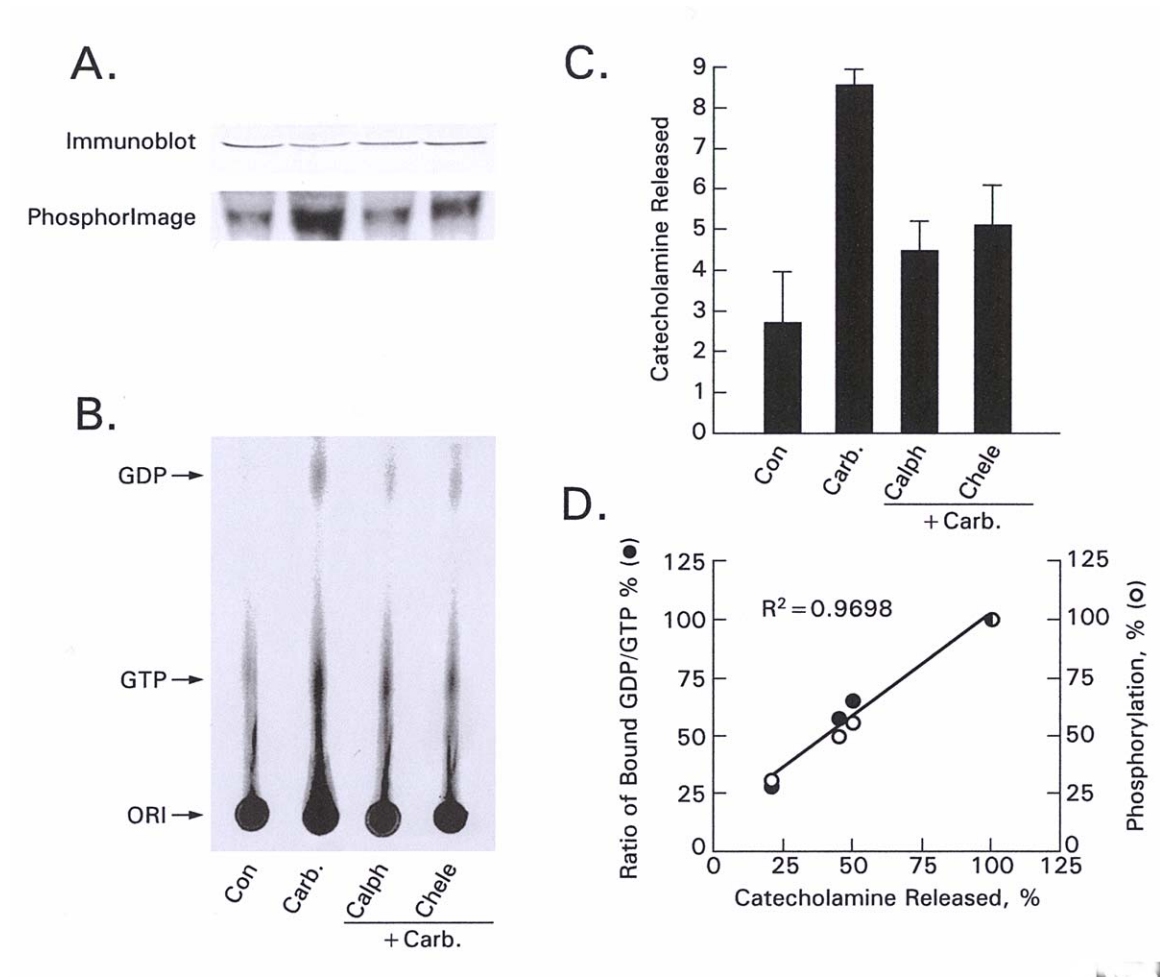 A.
Immunoblot
PhosphorImage
B.
GDP
GTP
ORI
Con
Carb.
Calph
Chele
+ Carb.
C.
Catecholamine Released
9
8
7
6
5
4
3
2
1
0
Con
Carb.
Calph
Chele
+ Carb.
D.
Ratio of Bound GDP/GTP % (●)
125
100
75
50
25
0
R² = 0.9698
125
100
75
50
25
0
Phosphorylation, % (o)
0 25 50 75 100 125
Catecholamine Released, %